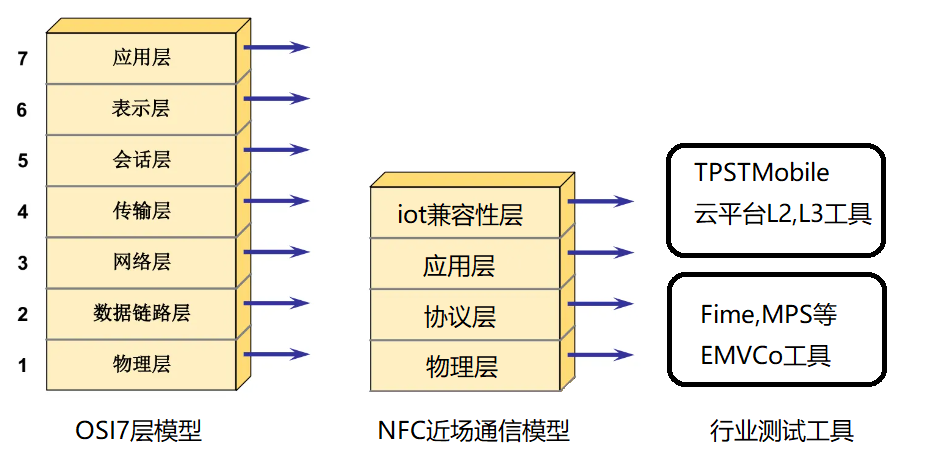 7 应用层
6 表示层
5 会话层
4 传输层
3 网络层
2 数据链路层
1 物理层
OSI7层模型
iot兼容性层
应用层
协议层
物理层
NFC近场通信模型
TPSTMobile
云平台L2,L3工具
Fime,MPS等
EMVCo工具
行业测试工具